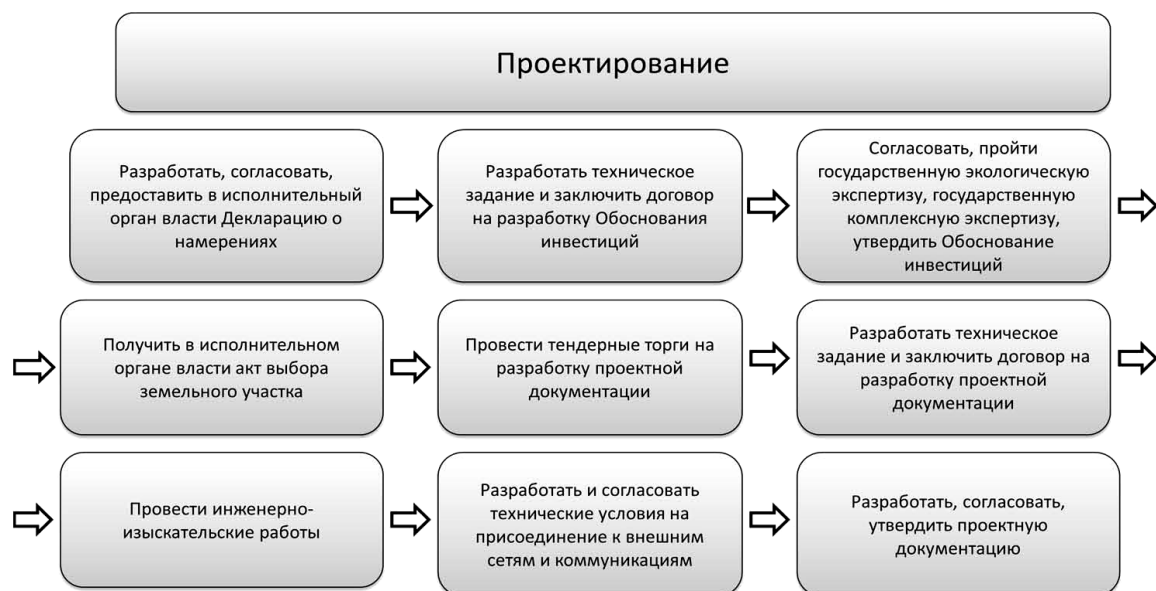 Проектирование
Разработать, согласовать,
предоставить в исполнительный
орган власти Декларацию о
намерениях
Разработать техническое
задание и заключить договор
на разработку Обоснования
инвестиций
Согласовать, пройти
государственную экологическую
экспертизу, государственную
комплексную экспертизу,
утвердить Обоснование
инвестиций
Получить в исполнительном
органе власти акт выбора
земельного участка
Провести тендерные торги на
разработку проектной
документации
Разработать техническое
задание и заключить договор на
разработку проектной
документации
Провести инженерно-
изыскательские работы
Разработать и согласовать
технические условия на
присоединение к внешним
сетям и коммуникациям
Разработать, согласовать,
утвердить проектную
документацию